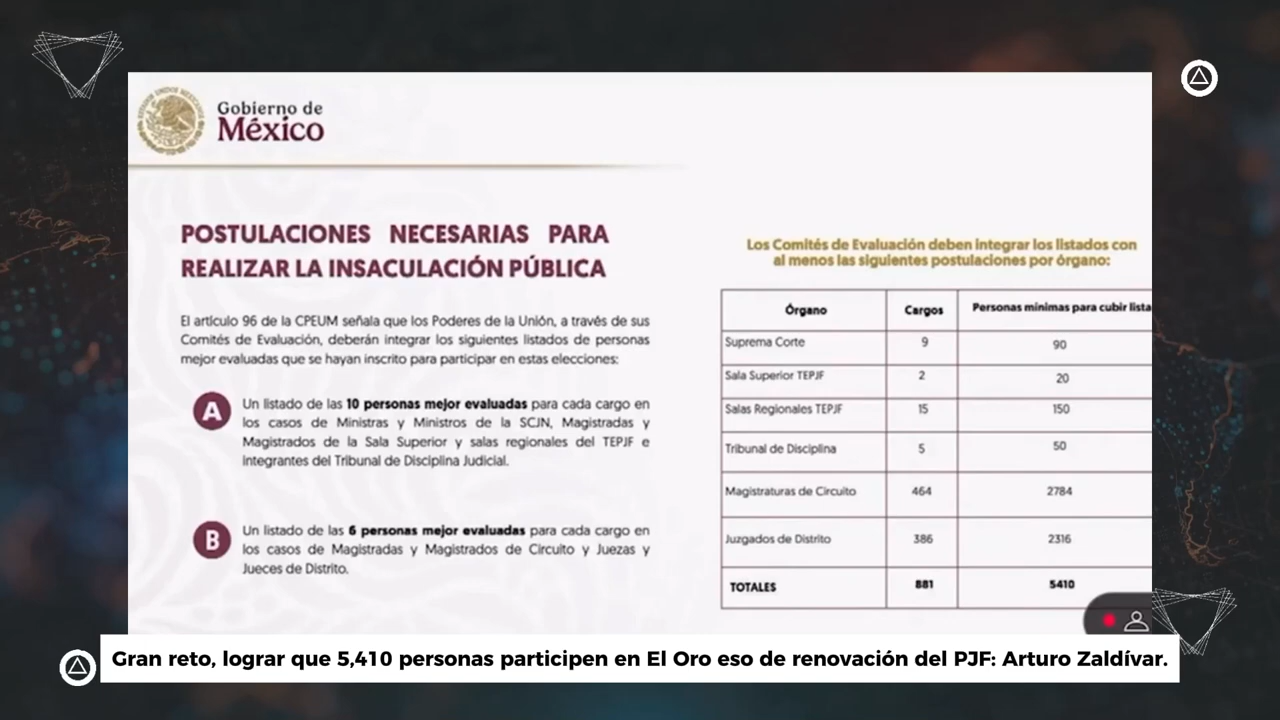 Gobierno de
México
POSTULACIONES NECESARIAS PARA
REALIZAR LA INSACULACIÓN PÚBLICA
El artículo 96 de la CPEUM señala que los Poderes de la Unión, a través de sus
Comités de Evaluación, deberán integrar los siguientes listados de personas
mejor evaluadas que se hayan inscrito para participar en estas elecciones:
A
Un listado de las 10 personas mejor evaluadas para cada cargo en
los casos de Ministras y Ministros de la SCJN, Magistradas y
Magistrados de la Sala Superior y salas regionales del TEPJF e
integrantes del Tribunal de Disciplina Judicial.
B
Un listado de las 6 personas mejor evaluadas para cada cargo en
los casos de Magistradas y Magistrados de Circuito y Juezas y
Jueces de Distrito.
Los Comités de Evaluación deben integrar los listados con
al menos las siguientes postulaciones por órgano:
Órgano Cargos Personas mínimas para cubrir lista
Suprema Corte 9 90
Sala Superior TEPJF 2 20
Salas Regionales TEPJF 15 150
Tribunal de Disciplina 5 50
Magistraturas de Circuito 464 2784
Juzgados de Distrito 386 2316
TOTALES 881 5410
Gran reto, lograr que 5,410 personas participen en El Oro eso de renovación del PJF: Arturo Zaldívar.